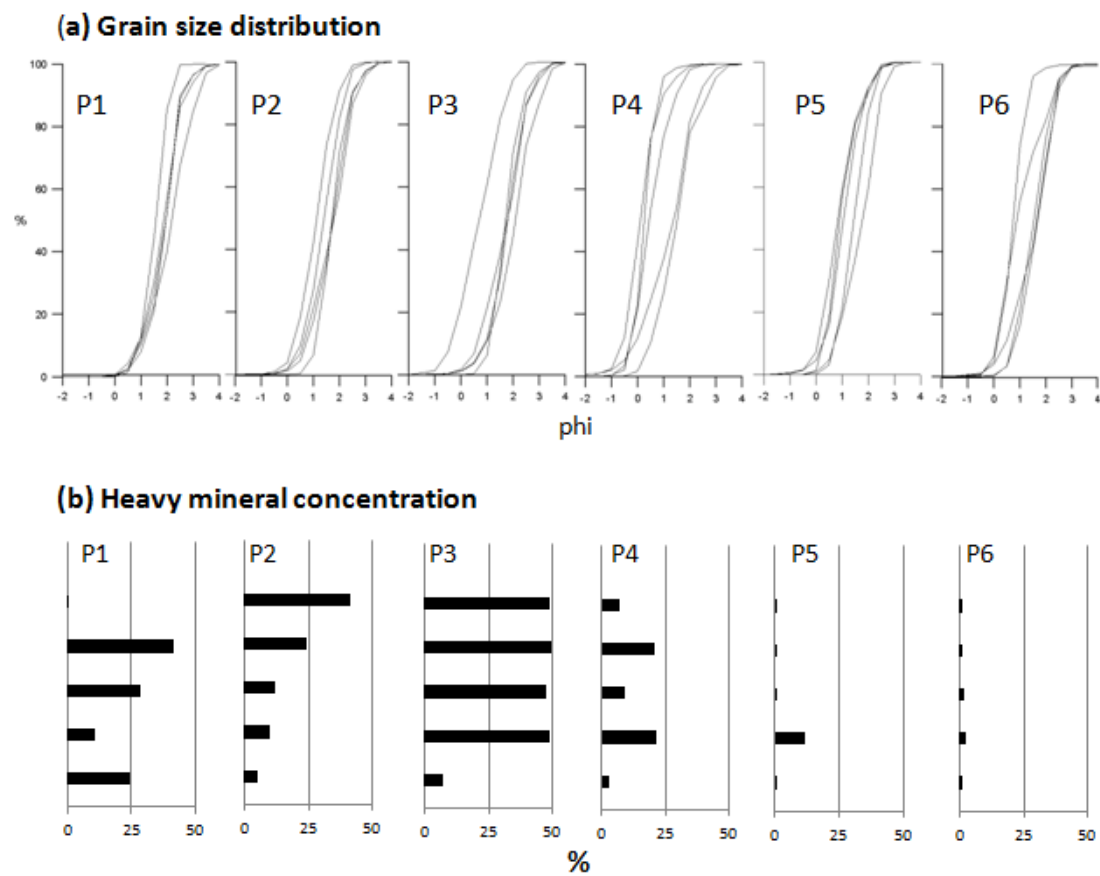 (a) Grain size distribution
P1 P2 P3 P4 P5 P6
100
80
60
%
40
20
0
-2 -1 0 1 2 3 4 -2 -1 0 1 2 3 4 -2 -1 0 1 2 3 4 -2 -1 0 1 2 3 4 -2 -1 0 1 2 3 4 -2 -1 0 1 2 3 4
phi
(b) Heavy mineral concentration
P1 P2 P3 P4 P5 P6
0 25 50 0 25 50 0 25 50 0 25 50 0 25 50 0 25 50
%